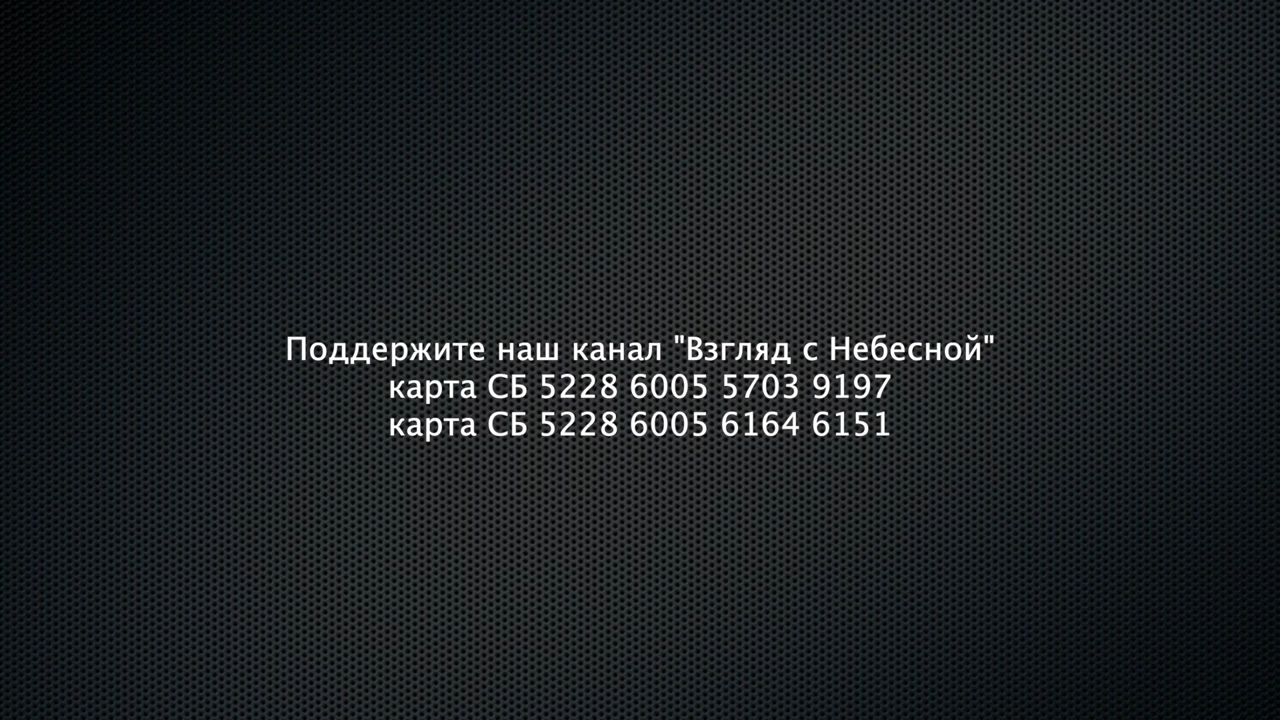 Поддержите наш канал "Взгляд с Небесной"
карта СБ 5228 6005 5703 9197
карта СБ 5228 6005 6164 6151